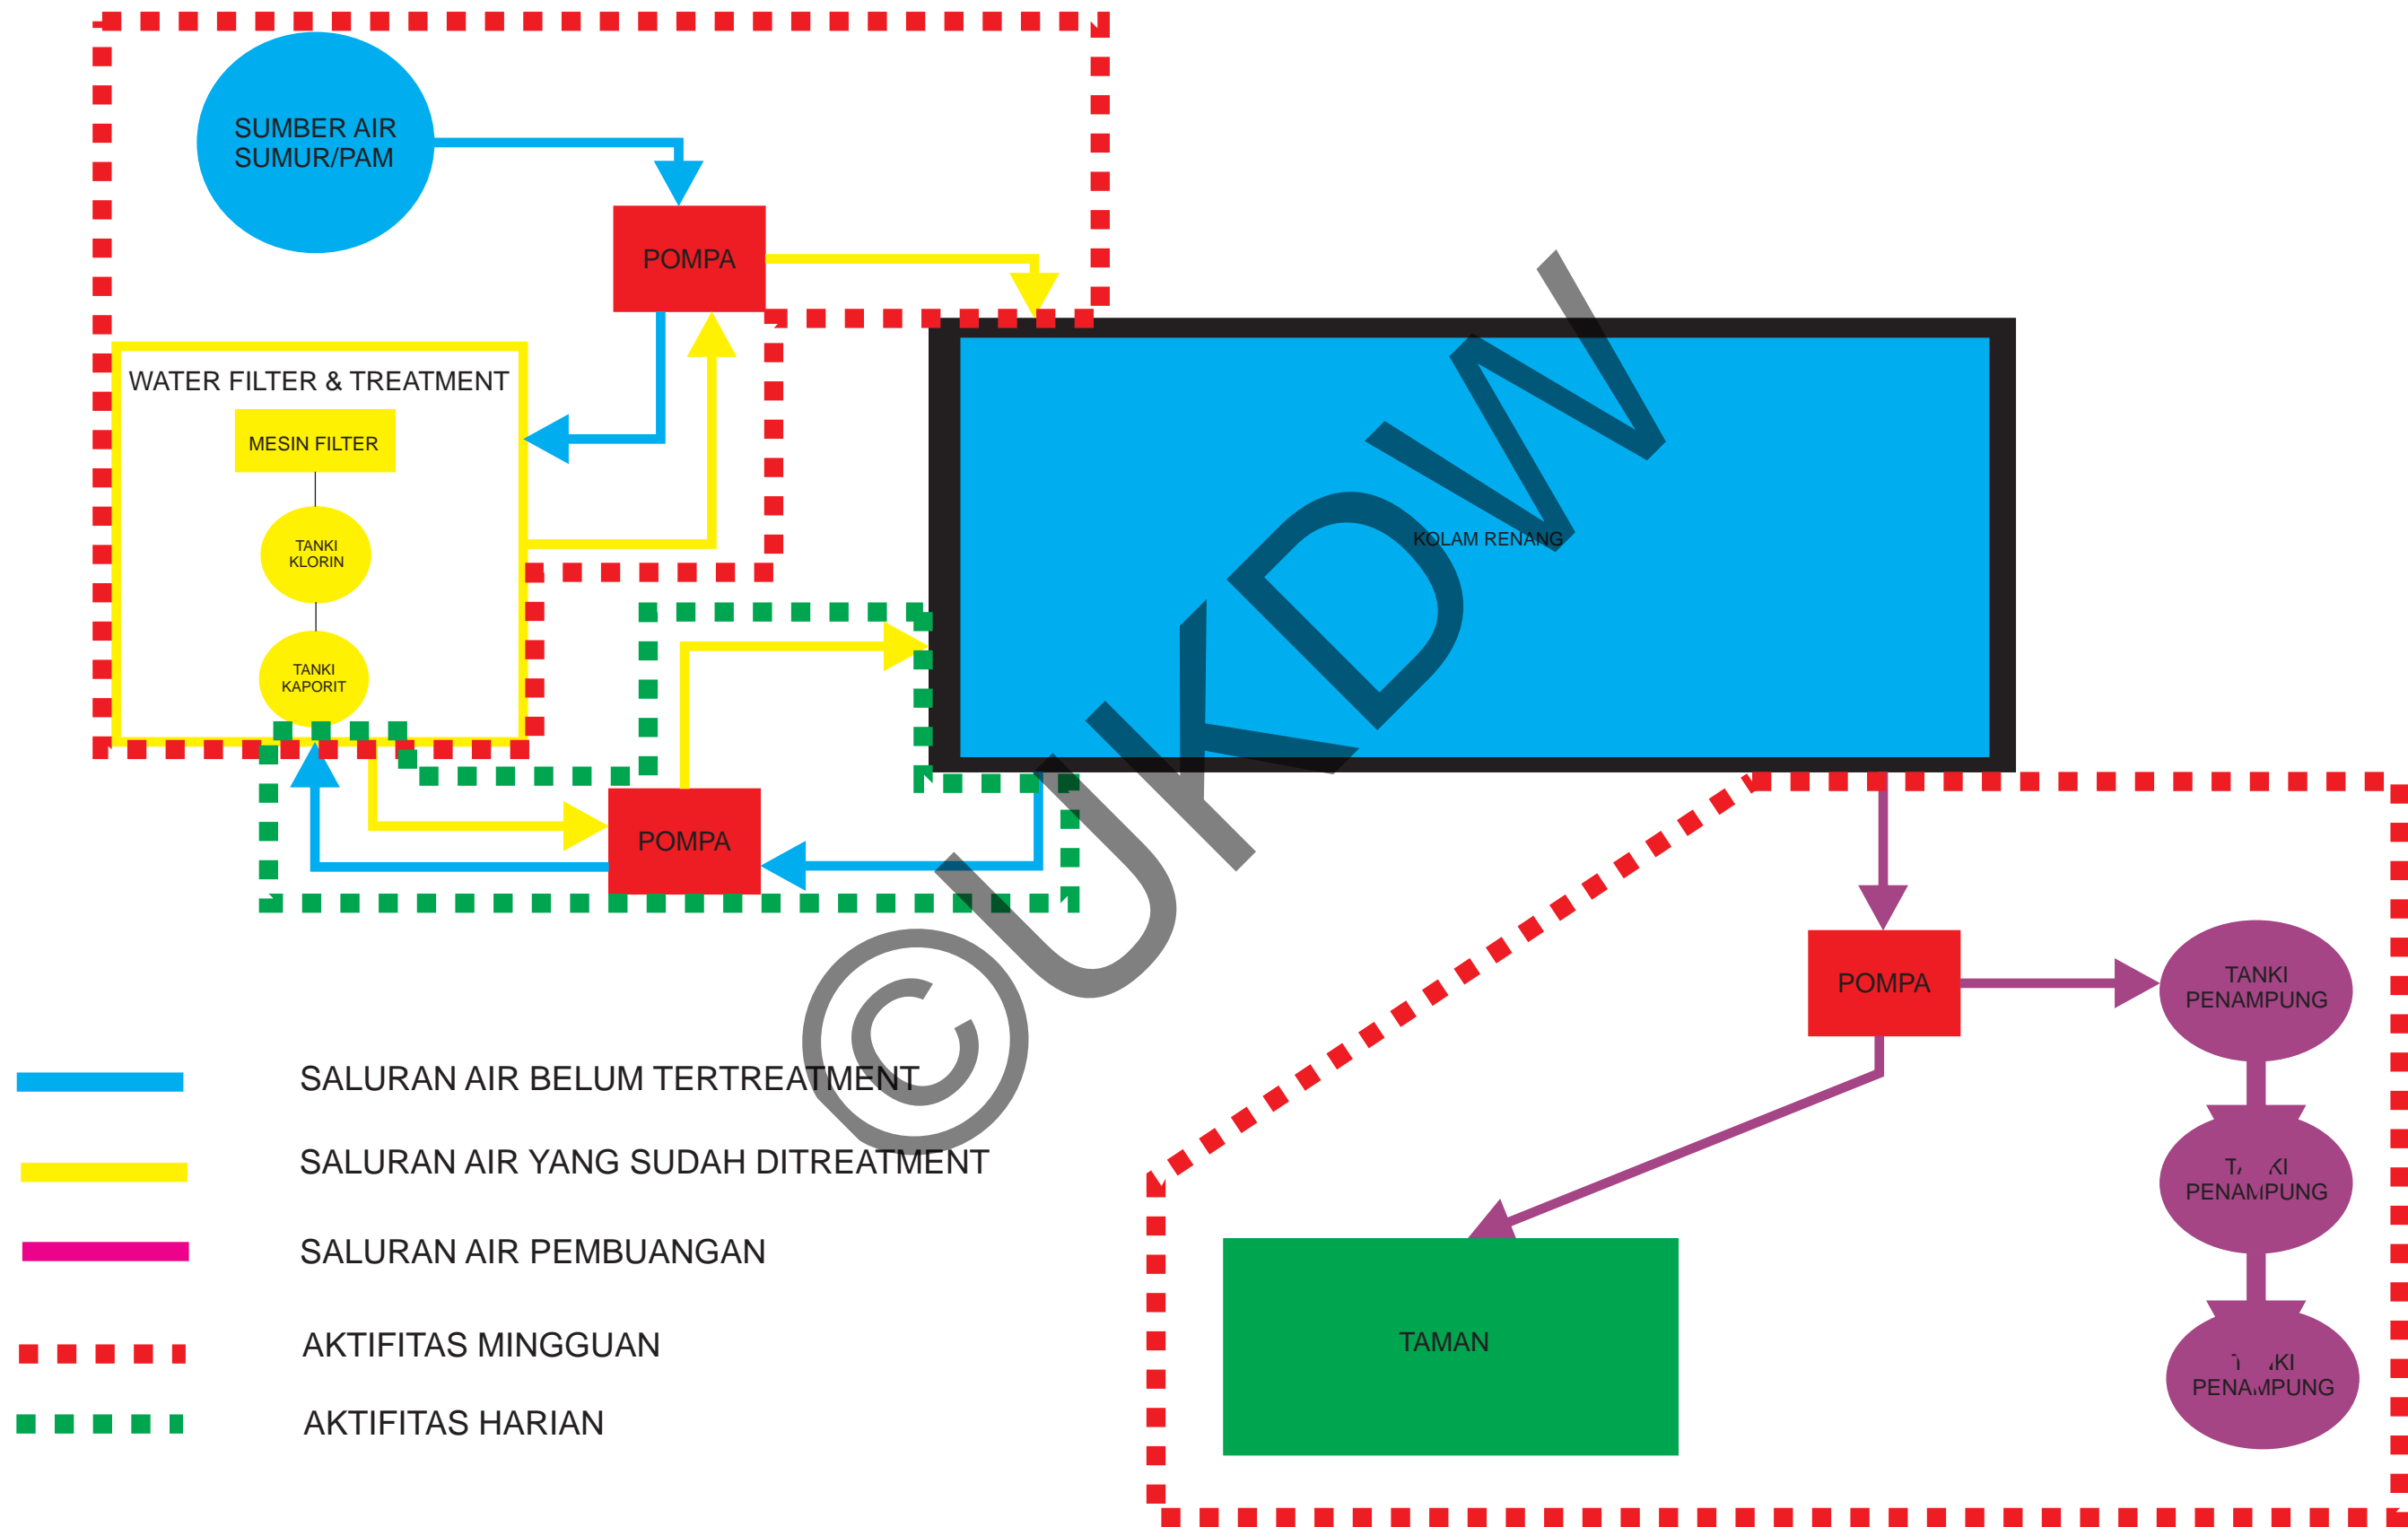 SUMBER AIR
SUMUR/PAM
POMPA
WATER FILTER & TREATMENT
MESIN FILTER
TANKI
KLORIN
TANKI
KAPORIT
KOLAM RENANG
POMPA
POMPA
TANKI
PENAMPUNG
TANKI
PENAMPUNG
TANKI
PENAMPUNG
TAMAN
SALURAN AIR BELUM TERTREATMENT
SALURAN AIR YANG SUDAH DITREATMENT
SALURAN AIR PEMBUANGAN
AKTIFITAS MINGGUAN
AKTIFITAS HARIAN
© UKDW